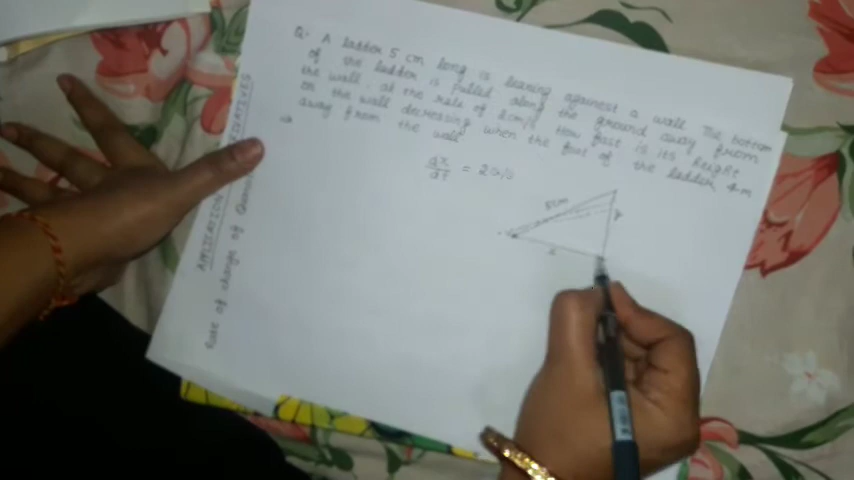 Q. A ladder 5 cm long is leaning against a wall. The bottom
of the ladder is pulled along the ground away from
the wall, at the rate of 2cm/s. How fast is its height
on the wall decreasing when the foot of the ladder 4m
away from the wall
⇒
dx/dt = 2cm/s
5cm
y
x
APPLICATION
Rate of change of